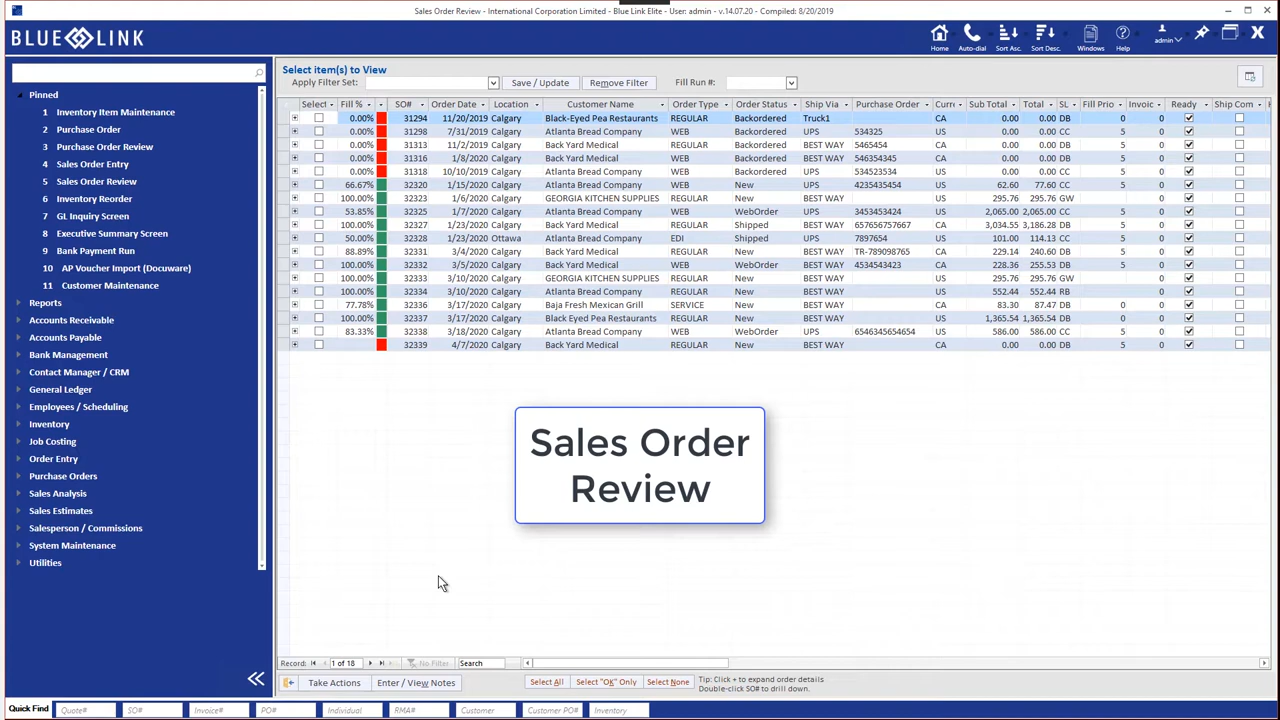 Sales Order Review - International Corporation Limited - Blue Link Elite - User: admin - v.14.07.20 - Compiled: 8/20/2019
BLUE LINK
Home Auto-dial Sort Asc. Sort Desc. Windows Help admin
Pinned
1 Inventory Item Maintenance
2 Purchase Order
3 Purchase Order Review
4 Sales Order Entry
5 Sales Order Review
6 Inventory Reorder
7 GL Inquiry Screen
8 Executive Summary Screen
9 Bank Payment Run
10 AP Voucher Import (Docuware)
11 Customer Maintenance
Reports
Accounts Receivable
Accounts Payable
Bank Management
Contact Manager / CRM
General Ledger
Employees / Scheduling
Inventory
Job Costing
Order Entry
Purchase Orders
Sales Analysis
Sales Estimates
Salesperson / Commissions
System Maintenance
Utilities
Select item(s) to View
Apply Filter Set: Save / Update Remove Filter Fill Run #:
Select Fill % SO# Order Date Location Customer Name Order Type Order Status Ship Via Purchase Order Curre Sub Total Total SL Fill Prio Invoic Ready Ship Com
0.00% 31294 11/20/2019 Calgary Black-Eyed Pea Restaurants REGULAR Backordered Truck1 CA 0.00 0.00 DB 0 0
0.00% 31298 7/31/2019 Calgary Atlanta Bread Company WEB Backordered UPS 534325 US 0.00 0.00 CC 5 0
0.00% 31313 11/2/2019 Calgary Back Yard Medical REGULAR Backordered BEST WAY 5465454 CA 0.00 0.00 DB 5 0
0.00% 31316 1/8/2020 Calgary Back Yard Medical WEB Backordered BEST WAY 546354345 CA 0.00 0.00 DB 5 0
0.00% 31318 10/10/2019 Calgary Atlanta Bread Company WEB Backordered UPS 534523534 US 0.00 0.00 CC 5 0
66.67% 32320 1/15/2020 Calgary Atlanta Bread Company WEB New UPS 4235435454 US 62.60 77.60 CC 5 0
100.00% 32323 1/6/2020 Calgary GEORGIA KITCHEN SUPPLIES REGULAR New BEST WAY US 295.76 295.76 GW 0
53.85% 32325 1/7/2020 Calgary Atlanta Bread Company WEB WebOrder UPS 3453453424 US 2,065.00 2,065.00 CC 5 0
100.00% 32327 1/23/2020 Calgary Back Yard Medical REGULAR Shipped BEST WAY 657656757667 CA 3,034.55 3,186.28 DB 5 0
50.00% 32328 1/23/2020 Ottawa Atlanta Bread Company EDI Shipped UPS 7897654 US 101.00 114.13 CC 5 0
88.89% 32331 3/4/2020 Calgary Back Yard Medical REGULAR New BEST WAY TR-789098765 CA 229.14 240.60 DB 5 0
100.00% 32332 3/5/2020 Calgary Back Yard Medical WEB WebOrder BEST WAY 4534543423 CA 228.36 255.53 DB 5 0
100.00% 32333 3/10/2020 Calgary GEORGIA KITCHEN SUPPLIES REGULAR New BEST WAY US 295.76 295.76 GW 0
100.00% 32334 3/10/2020 Calgary Atlanta Bread Company REGULAR New BEST WAY US 552.44 552.44 RB 0
77.78% 32336 3/17/2020 Calgary Baja Fresh Mexican Grill SERVICE New BEST WAY CA 83.30 87.47 DB 0 0
100.00% 32337 3/17/2020 Calgary Black Eyed Pea Restaurants REGULAR New BEST WAY CA 1,365.54 1,365.54 DB 0 0
83.33% 32338 3/18/2020 Calgary Atlanta Bread Company WEB WebOrder UPS 6546345654654 US 586.00 586.00 CC 5 0
32339 4/7/2020 Calgary Back Yard Medical REGULAR New BEST WAY CA 0.00 0.00 DB 5 0
Sales Order
Review
Record: 1 of 18 No Filter Search
Take Actions Enter / View Notes Select All Select "OK" Only Select None Tip: Click + to expand order details
Double-click SO# to drill down.
Quick Find Quote# SO# Invoice# PO# Individual RMA# Customer Customer PO# Inventory